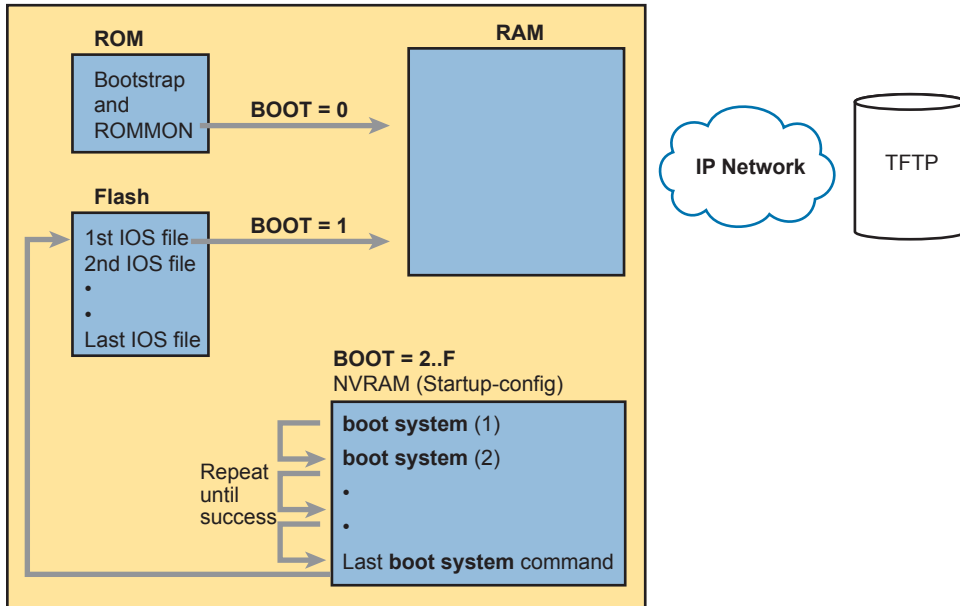 ROM
Bootstrap
and
ROMMON
BOOT = 0
RAM
IP Network
TFTP
Flash
1st IOS file
2nd IOS file
•
•
Last IOS file
BOOT = 1
BOOT = 2..F
NVRAM (Startup-config)
boot system (1)
boot system (2)
•
•
Last boot system command
Repeat
until
success